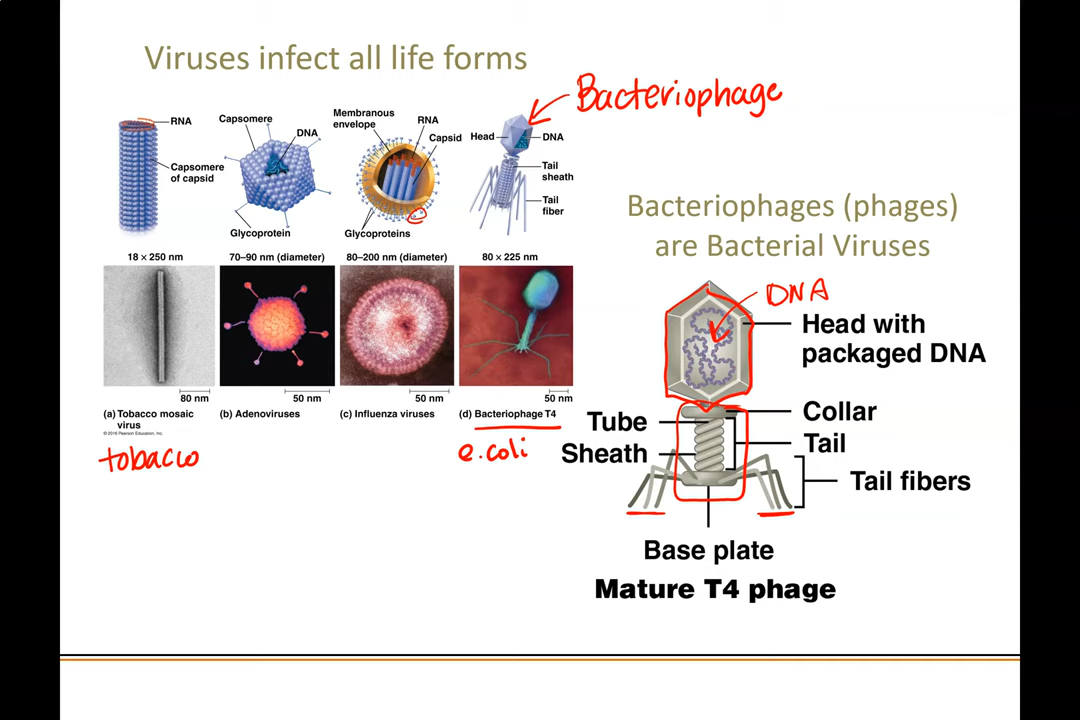 Viruses infect all life forms
Bacteriophage
RNA
Capsomere
of capsid
Capsomere
DNA
Glycoprotein
Membranous
envelope
RNA
Capsid
Glycoproteins
Head
DNA
Tail
sheath
Tail
fiber
18 × 250 nm
70–90 nm (diameter)
80–200 nm (diameter)
80 × 225 nm
80 nm
50 nm
50 nm
50 nm
(a) Tobacco mosaic
virus
(b) Adenoviruses
(c) Influenza viruses
(d) Bacteriophage T4
© 2016 Pearson Education, Inc.
tobacco
e.coli
Bacteriophages (phages)
are Bacterial Viruses
DNA
Head with
packaged DNA
Collar
Tube
Tail
Sheath
Tail fibers
Base plate
Mature T4 phage